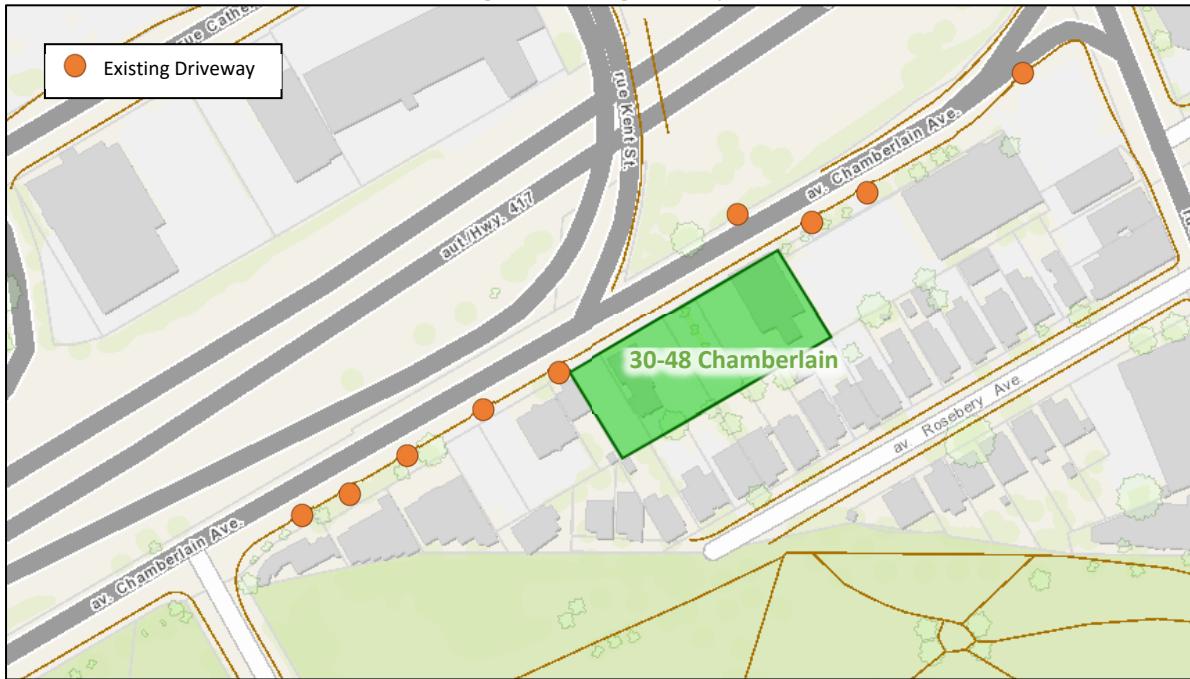 rue Cathe
Existing Driveway
rue Kent St.
av. Chamberlain Ave.
aut./Hwy. 417
30-48 Chamberlain
av. Rosebery Ave.
av. Chamberlain Ave.